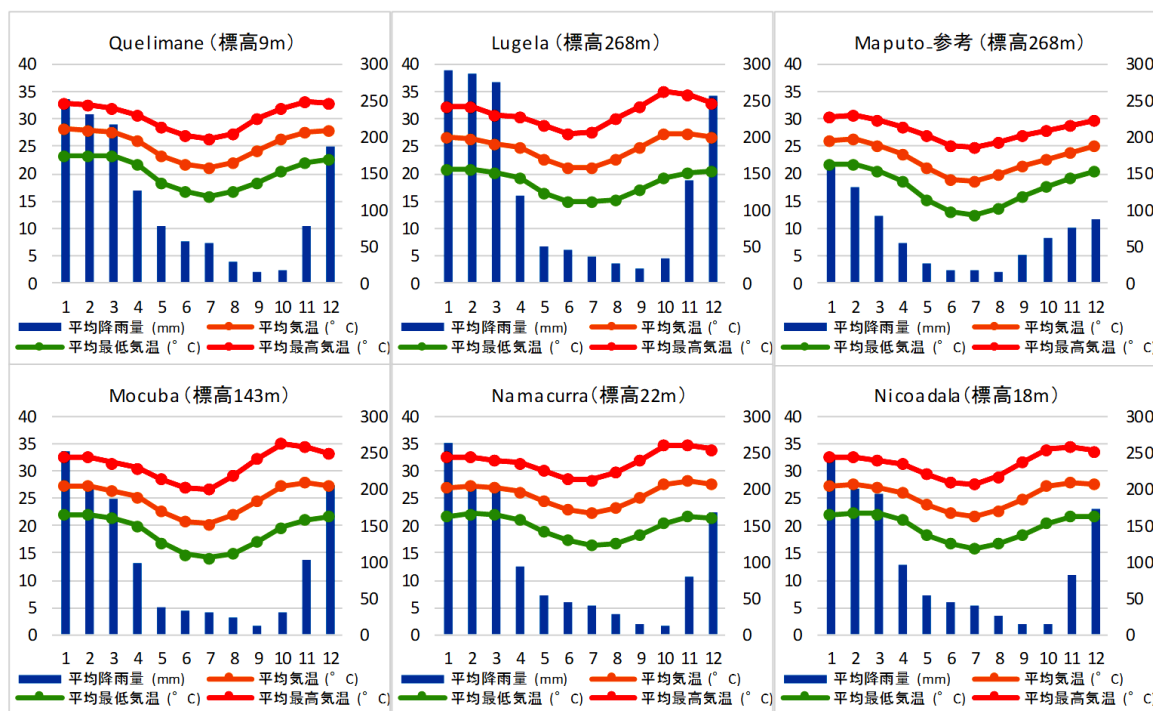 Quelimane（標高9m）
40 300
35 250
30
25 200
20 150
15 100
10
5 50
0 0
1 2 3 4 5 6 7 8 9 10 11 12
平均降雨量 (mm) 平均気温 (°C)
平均最低気温 (°C) 平均最高気温 (°C)
Lugela（標高268m）
40 300
35 250
30
25 200
20 150
15 100
10
5 50
0 0
1 2 3 4 5 6 7 8 9 10 11 12
平均降雨量 (mm) 平均気温 (°C)
平均最低気温 (°C) 平均最高気温 (°C)
Maputo_参考（標高268m）
40 300
35 250
30
25 200
20 150
15 100
10
5 50
0 0
1 2 3 4 5 6 7 8 9 10 11 12
平均降雨量 (mm) 平均気温 (°C)
平均最低気温 (°C) 平均最高気温 (°C)
Mocuba（標高143m）
40 300
35 250
30
25 200
20 150
15 100
10
5 50
0 0
1 2 3 4 5 6 7 8 9 10 11 12
平均降雨量 (mm) 平均気温 (°C)
平均最低気温 (°C) 平均最高気温 (°C)
Namacurra（標高22m）
40 300
35 250
30
25 200
20 150
15 100
10
5 50
0 0
1 2 3 4 5 6 7 8 9 10 11 12
平均降雨量 (mm) 平均気温 (°C)
平均最低気温 (°C) 平均最高気温 (°C)
Nicoadala（標高18m）
40 300
35 250
30
25 200
20 150
15 100
10
5 50
0 0
1 2 3 4 5 6 7 8 9 10 11 12
平均降雨量 (mm) 平均気温 (°C)
平均最低気温 (°C) 平均最高気温 (°C)